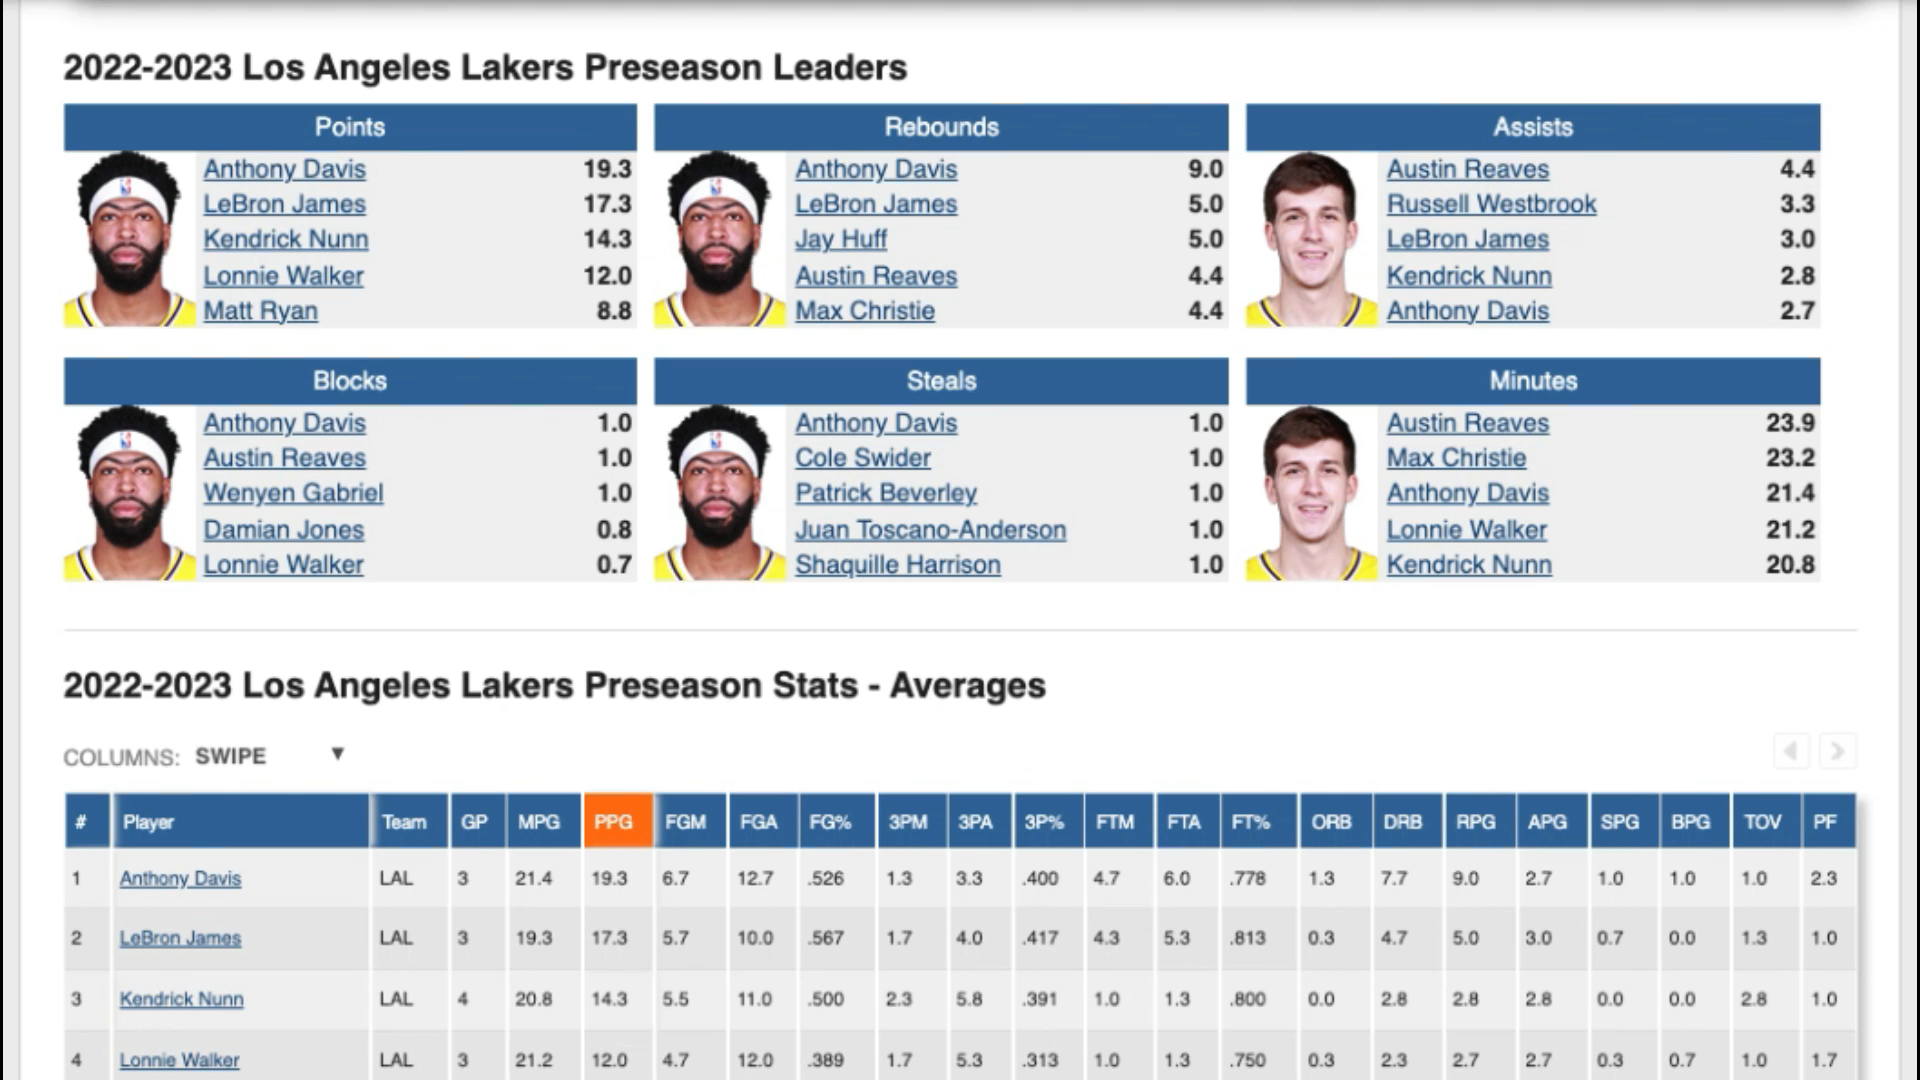 2022-2023 Los Angeles Lakers Preseason Leaders
Points
Anthony Davis 19.3
LeBron James 17.3
Kendrick Nunn 14.3
Lonnie Walker 12.0
Matt Ryan 8.8
Rebounds
Anthony Davis 9.0
LeBron James 5.0
Jay Huff 5.0
Austin Reaves 4.4
Max Christie 4.4
Assists
Austin Reaves 4.4
Russell Westbrook 3.3
LeBron James 3.0
Kendrick Nunn 2.8
Anthony Davis 2.7
Blocks
Anthony Davis 1.0
Austin Reaves 1.0
Wenyen Gabriel 1.0
Damian Jones 0.8
Lonnie Walker 0.7
Steals
Anthony Davis 1.0
Cole Swider 1.0
Patrick Beverley 1.0
Juan Toscano-Anderson 1.0
Shaquille Harrison 1.0
Minutes
Austin Reaves 23.9
Max Christie 23.2
Anthony Davis 21.4
Lonnie Walker 21.2
Kendrick Nunn 20.8
2022-2023 Los Angeles Lakers Preseason Stats - Averages
COLUMNS: SWIPE
# Player Team GP MPG PPG FGM FGA FG% 3PM 3PA 3P% FTM FTA FT% ORB DRB RPG APG SPG BPG TOV PF
1 Anthony Davis LAL 3 21.4 19.3 6.7 12.7 .526 1.3 3.3 .400 4.7 6.0 .778 1.3 7.7 9.0 2.7 1.0 1.0 1.0 2.3
2 LeBron James LAL 3 19.3 17.3 5.7 10.0 .567 1.7 4.0 .417 4.3 5.3 .813 0.3 4.7 5.0 3.0 0.7 0.0 1.3 1.0
3 Kendrick Nunn LAL 4 20.8 14.3 5.5 11.0 .500 2.3 5.8 .391 1.0 1.3 .800 0.0 2.8 2.8 2.8 0.0 0.0 2.8 1.0
4 Lonnie Walker LAL 3 21.2 12.0 4.7 12.0 .389 1.7 5.3 .313 1.0 1.3 .750 0.3 2.3 2.7 2.7 0.3 0.7 1.0 1.7